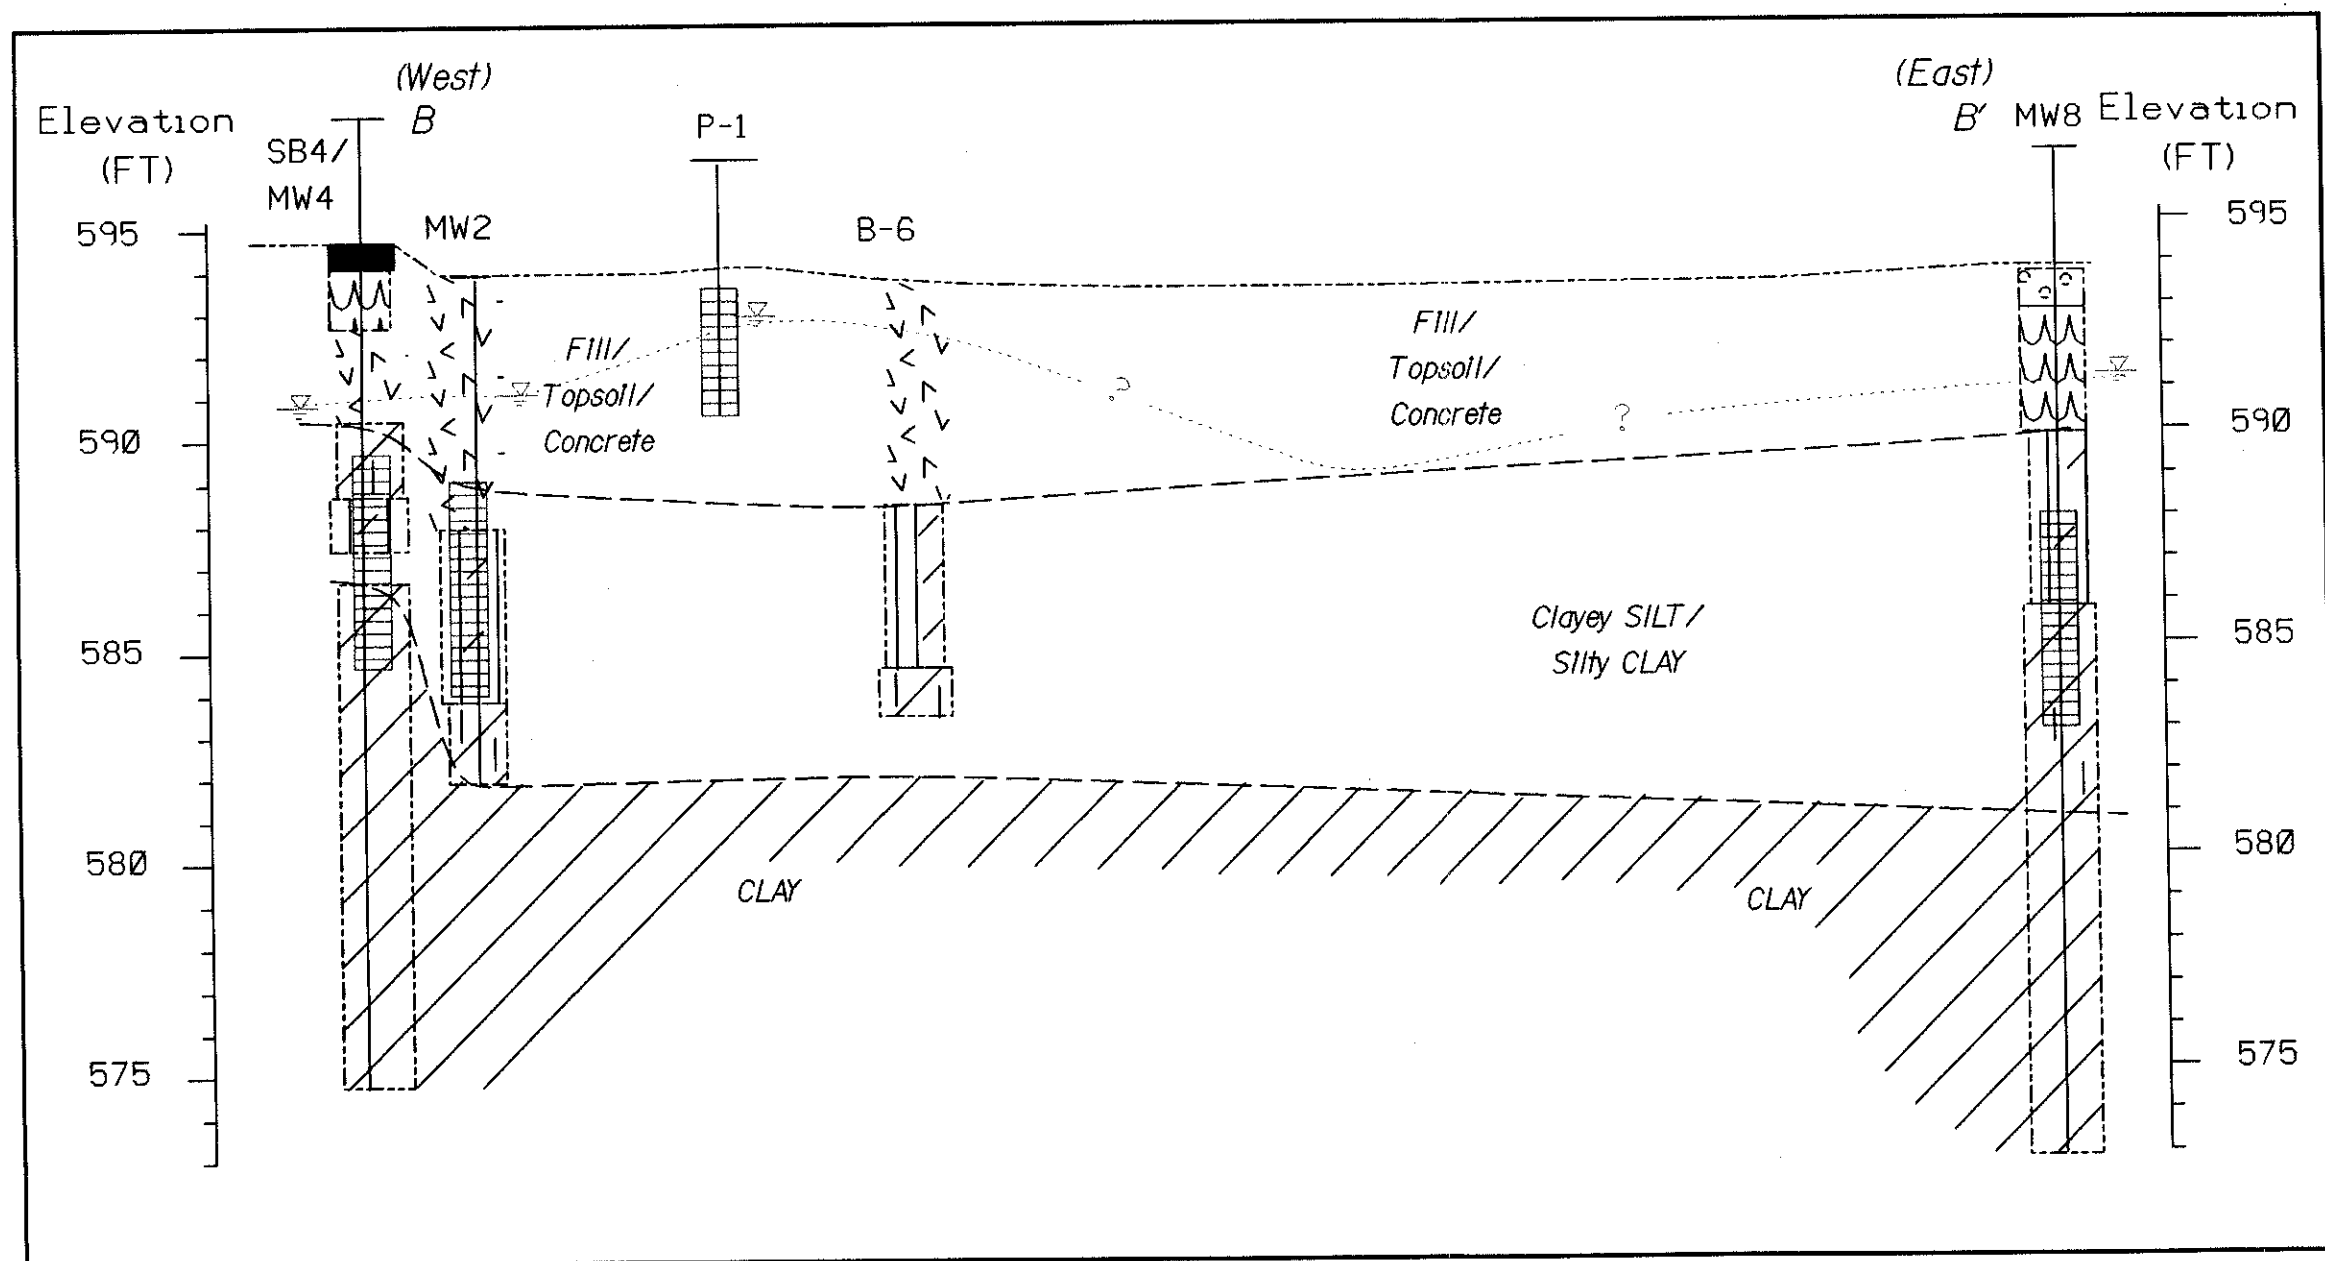 (West)
B
(East)
B'
Elevation
(FT)
SB4/
MW4
MW2
P-1
B-6
MW8
Elevation
(FT)
595
590
585
580
575
595
590
585
580
575
Fill/
Topsoil/
Concrete
Fill/
Topsoil/
Concrete
?
?
Clayey SILT/
Silty CLAY
CLAY
CLAY